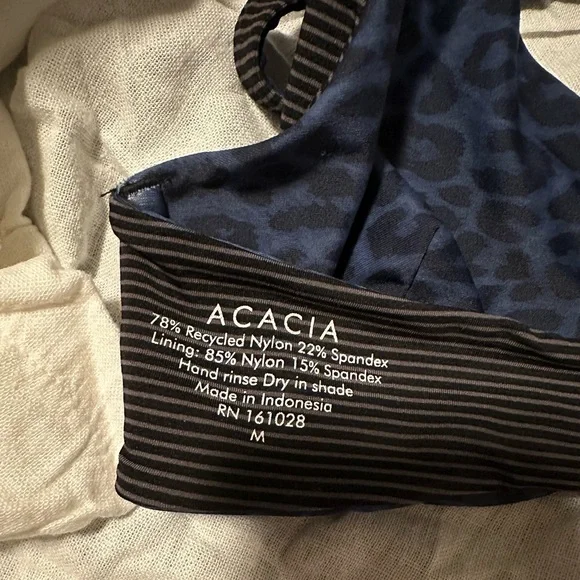 ACACIA
78% Recycled Nylon 22% Spandex
Lining: 85% Nylon 15% Spandex
Hand rinse Dry in shade
Made in Indonesia
RN 161028
M